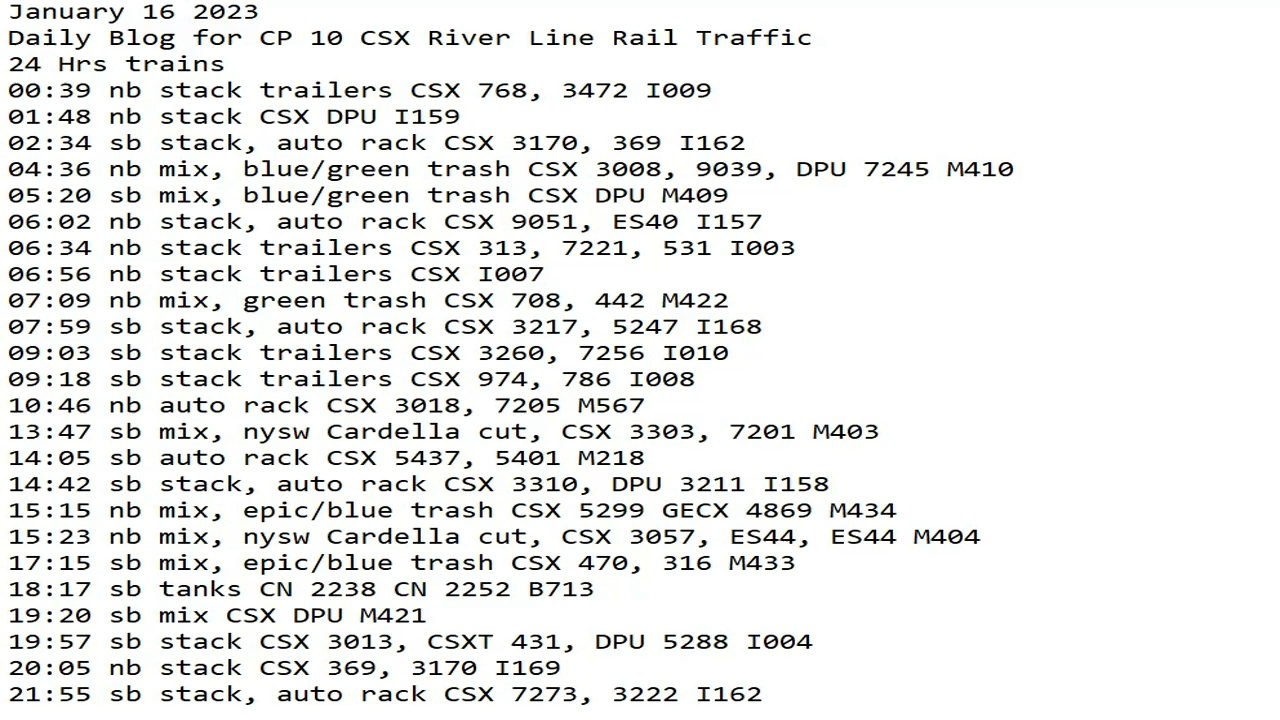 January 16 2023
Daily Blog for CP 10 CSX River Line Rail Traffic
24 Hrs trains
00:39 nb stack trailers CSX 768, 3472 I009
01:48 nb stack CSX DPU I159
02:34 sb stack, auto rack CSX 3170, 369 I162
04:36 nb mix, blue/green trash CSX 3008, 9039, DPU 7245 M410
05:20 sb mix, blue/green trash CSX DPU M409
06:02 nb stack, auto rack CSX 9051, ES40 I157
06:34 nb stack trailers CSX 313, 7221, 531 I003
06:56 nb stack trailers CSX I007
07:09 nb mix, green trash CSX 708, 442 M422
07:59 sb stack, auto rack CSX 3217, 5247 I168
09:03 sb stack trailers CSX 3260, 7256 I010
09:18 sb stack trailers CSX 974, 786 I008
10:46 nb auto rack CSX 3018, 7205 M567
13:47 sb mix, nysw Cardella cut, CSX 3303, 7201 M403
14:05 sb auto rack CSX 5437, 5401 M218
14:42 sb stack, auto rack CSX 3310, DPU 3211 I158
15:15 nb mix, epic/blue trash CSX 5299 GECX 4869 M434
15:23 nb mix, nysw Cardella cut, CSX 3057, ES44, ES44 M404
17:15 sb mix, epic/blue trash CSX 470, 316 M433
18:17 sb tanks CN 2238 CN 2252 B713
19:20 sb mix CSX DPU M421
19:57 sb stack CSX 3013, CSXT 431, DPU 5288 I004
20:05 nb stack CSX 369, 3170 I169
21:55 sb stack, auto rack CSX 7273, 3222 I162